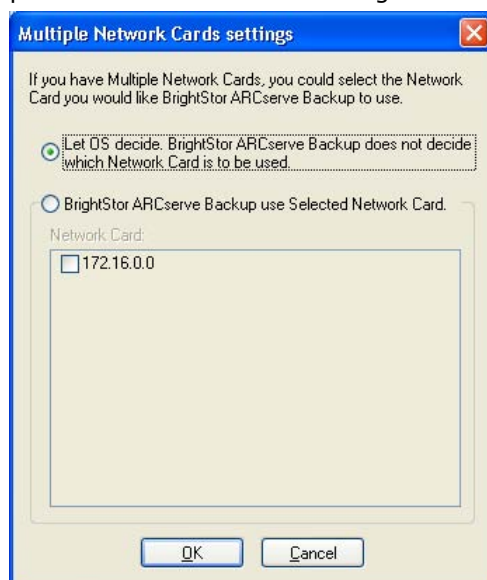 Multiple Network Cards settings
If you have Multiple Network Cards, you could select the Network
Card you would like BrightStor ARCserve Backup to use.
Let OS decide. BrightStor ARCserve Backup does not decide
which Network Card is to be used.
BrightStor ARCserve Backup use Selected Network Card.
Network Card:
172.16.0.0
OK
Cancel